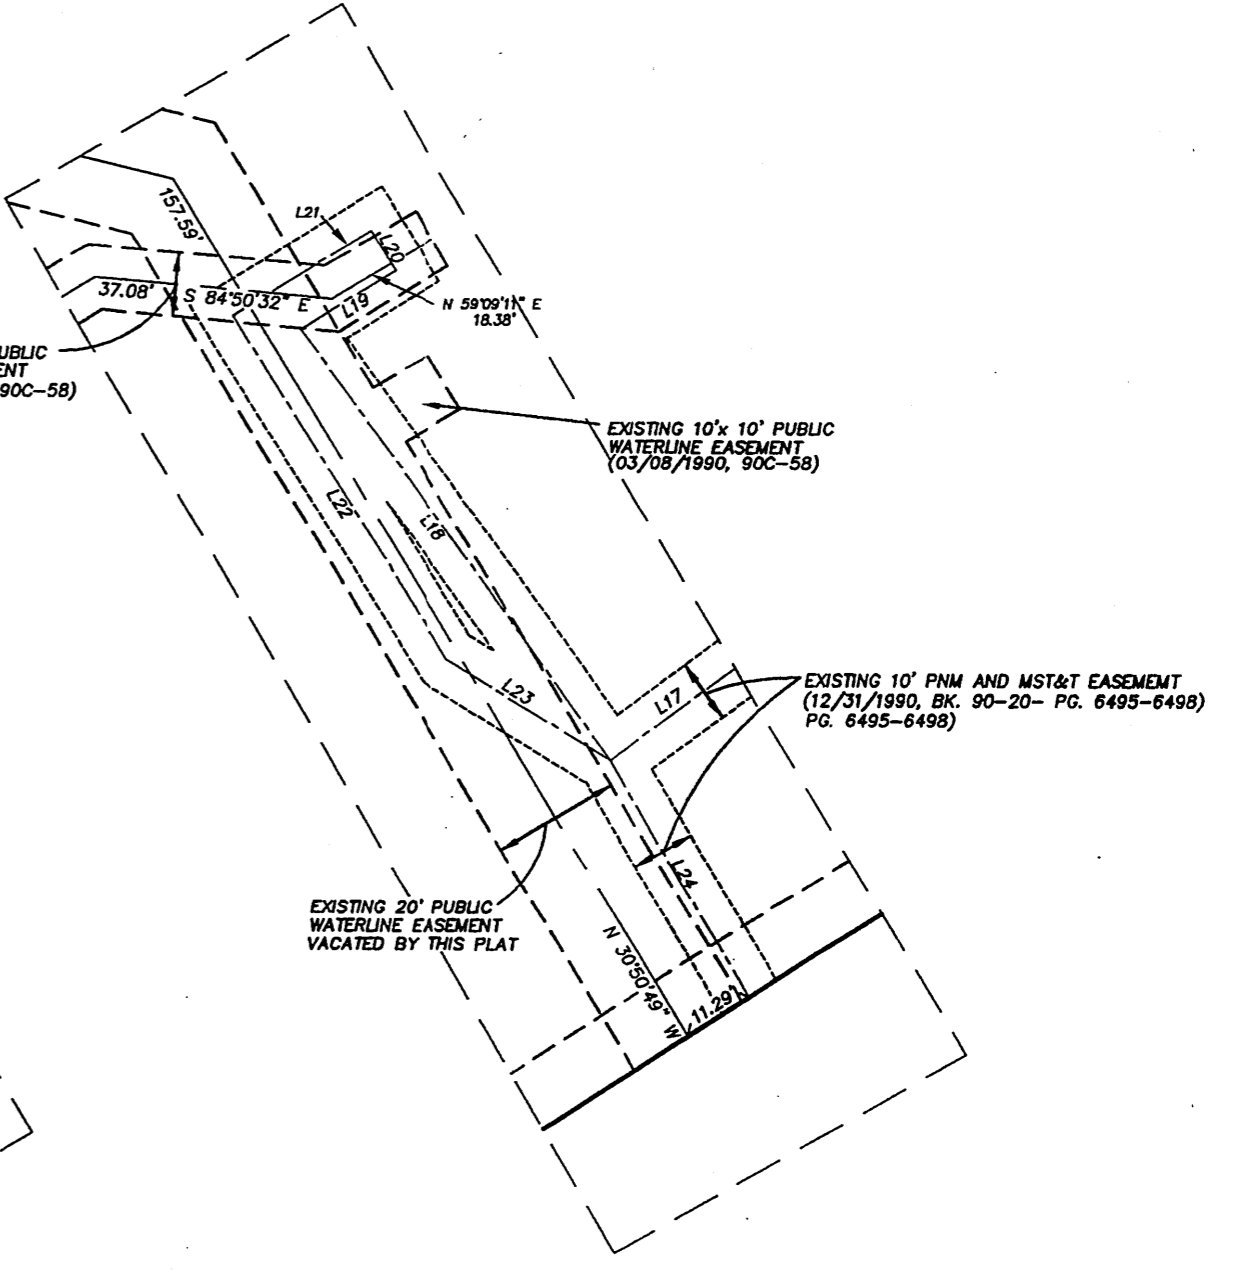 157.59'
L21
L20
37.08'
S 84°50'32" E
L19
N 59°09'11" E
18.38'
UBLIC
ENT
90C-58)
EXISTING 10'x 10' PUBLIC
WATERLINE EASEMENT
(03/08/1990, 90C-58)
L22
L18
L23
L17
EXISTING 10' PNM AND MST&T EASEMEMT
(12/31/1990, BK. 90-20- PG. 6495-6498)
PG. 6495-6498)
L24
EXISTING 20' PUBLIC
WATERLINE EASEMENT
VACATED BY THIS PLAT
N 30°50'49" W
11.29'